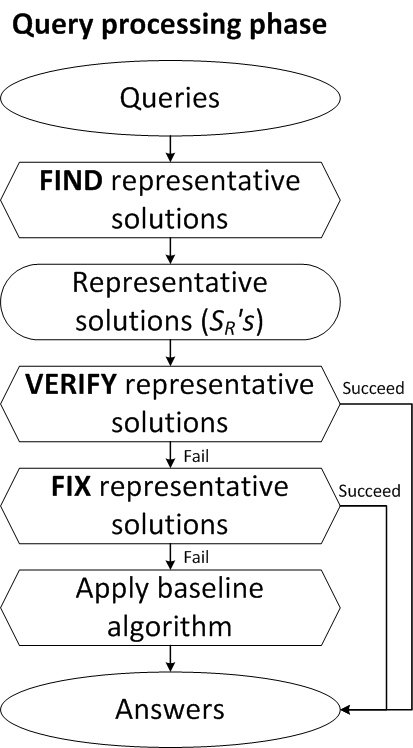 Query processing phase
Queries
FIND representative
solutions
Representative
solutions (S_R's)
VERIFY representative
solutions
Succeed
Fail
FIX representative
solutions
Succeed
Fail
Apply baseline
algorithm
Answers